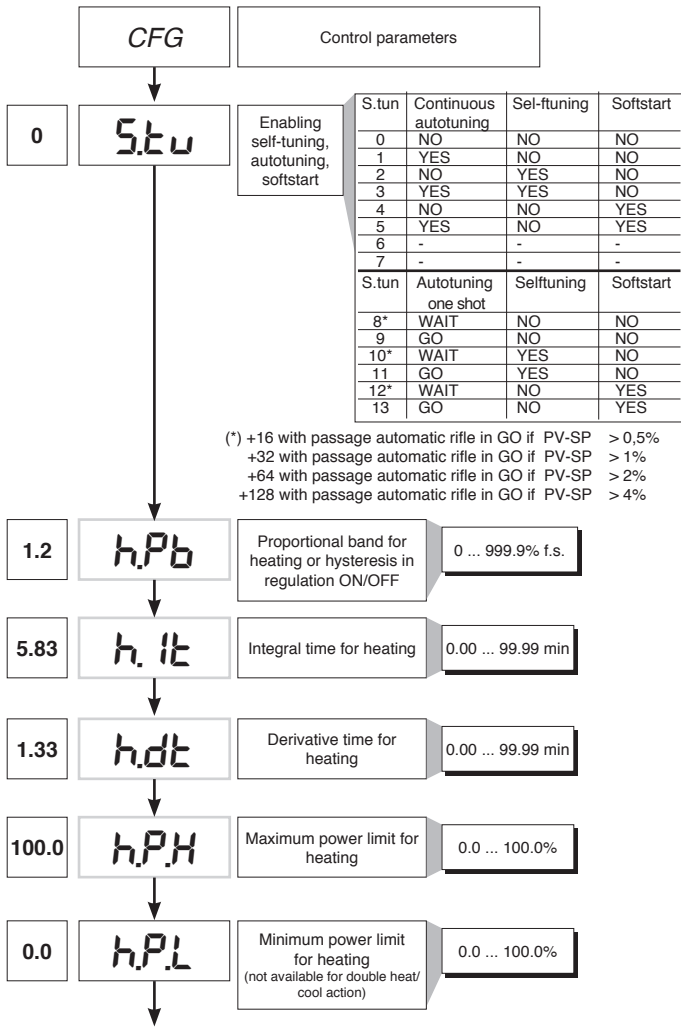 CFG
Control parameters
0
S.tu
Enabling
self-tuning,
autotuning,
softstart
S.tun Continuous autotuning Sel-ftuning Softstart
0 NO NO NO
1 YES NO NO
2 NO YES NO
3 YES YES NO
4 NO NO YES
5 YES NO YES
6 - - -
7 - - -
S.tun Autotuning one shot Selftuning Softstart
8* WAIT NO NO
9 GO NO NO
10* WAIT YES NO
11 GO YES NO
12* WAIT NO YES
13 GO NO YES
(*) +16 with passage automatic rifle in GO if PV-SP > 0,5%
+32 with passage automatic rifle in GO if PV-SP > 1%
+64 with passage automatic rifle in GO if PV-SP > 2%
+128 with passage automatic rifle in GO if PV-SP > 4%
1.2
h.Pb
Proportional band for
heating or hysteresis in
regulation ON/OFF
0 ... 999.9% f.s.
5.83
h.It
Integral time for heating
0.00 ... 99.99 min
1.33
h.dt
Derivative time for
heating
0.00 ... 99.99 min
100.0
h.P.H
Maximum power limit for
heating
0.0 ... 100.0%
0.0
h.P.L
Minimum power limit
for heating
(not available for double heat/
cool action)
0.0 ... 100.0%